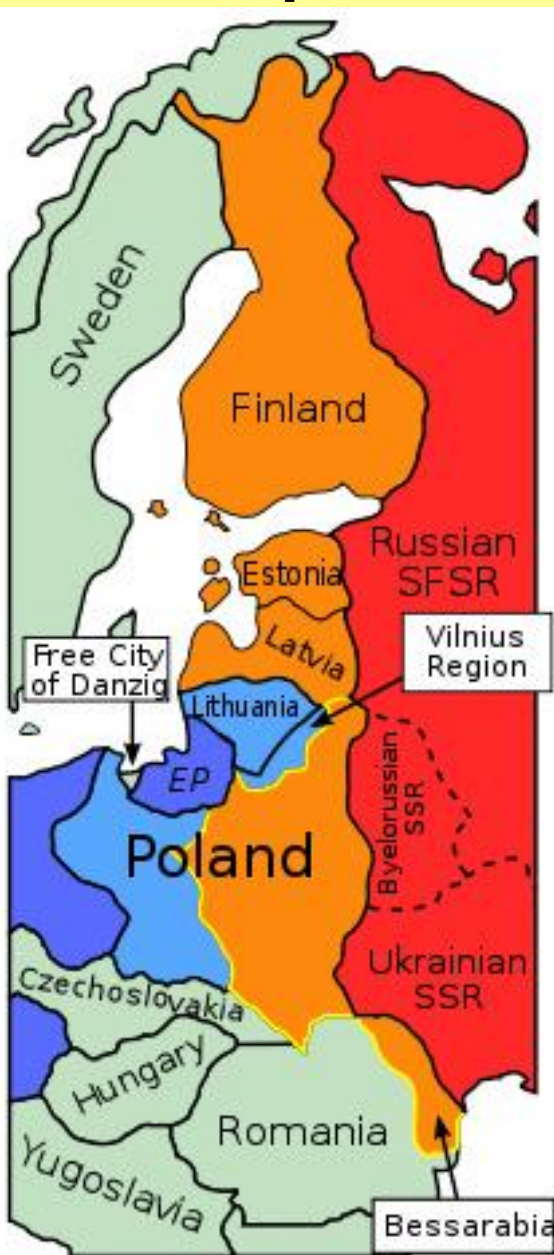 Sweden
Finland
Russian
SFSR
Estonia
Latvia
Vilnius
Region
Free City
of Danzig
Lithuania
EP
Byelorussian
SSR
Poland
Ukrainian
SSR
Czechoslovakia
Hungary
Romania
Yugoslavia
Bessarabia